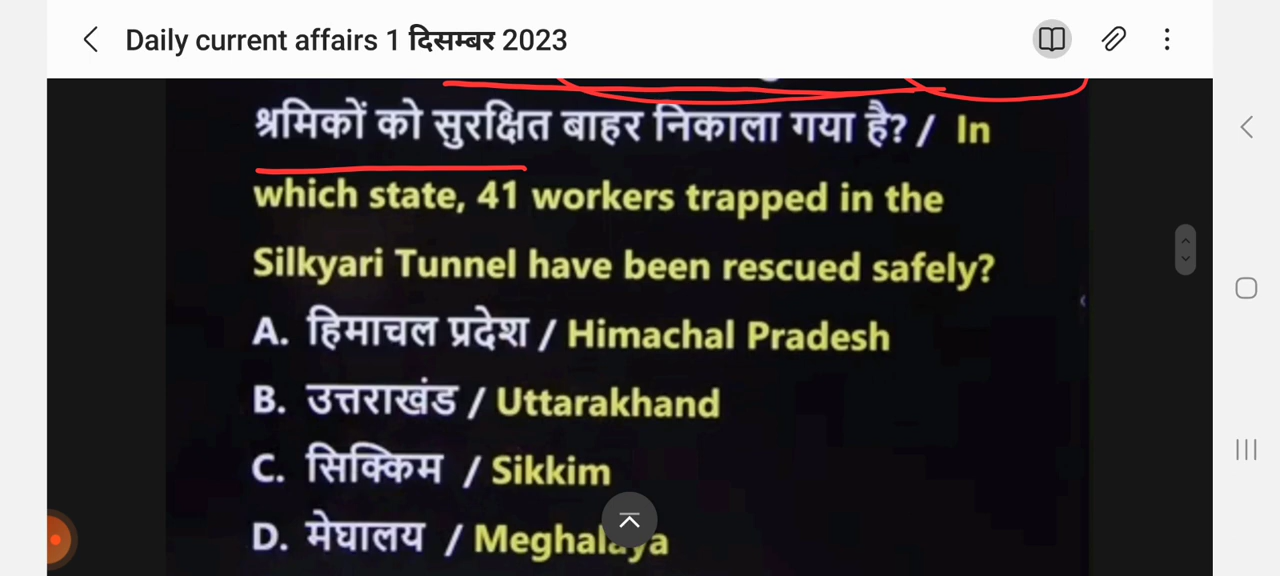 Daily current affairs 1 दिसम्बर 2023
श्रमिकों को सुरक्षित बाहर निकाला गया है? / In
which state, 41 workers trapped in the
Silkyari Tunnel have been rescued safely?
A. हिमाचल प्रदेश / Himachal Pradesh
B. उत्तराखंड / Uttarakhand
C. सिक्किम / Sikkim
D. मेघालय / Meghalaya